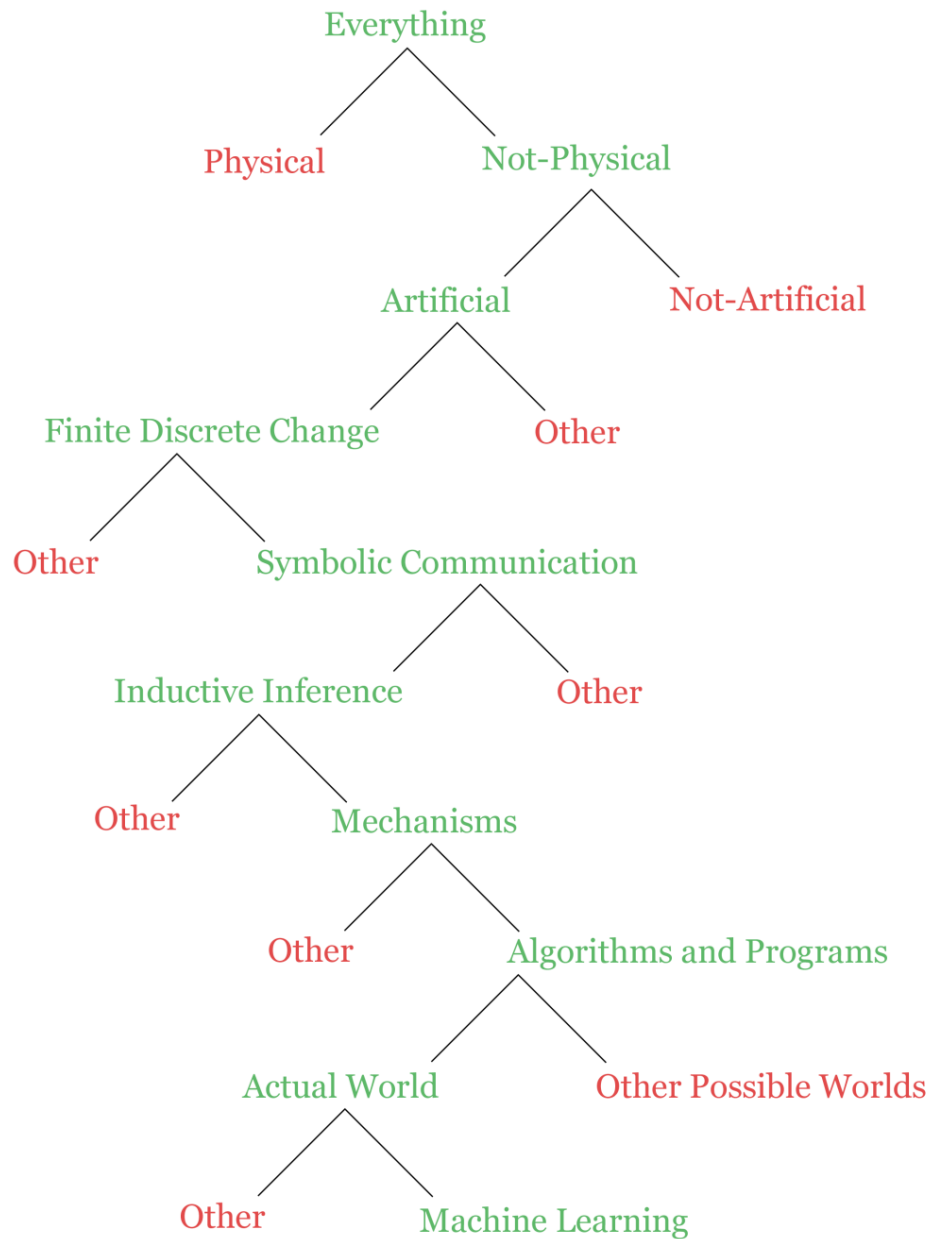 Everything
Physical
Not-Physical
Artificial
Not-Artificial
Finite Discrete Change
Other
Other
Symbolic Communication
Inductive Inference
Other
Other
Mechanisms
Other
Algorithms and Programs
Actual World
Other Possible Worlds
Other
Machine Learning